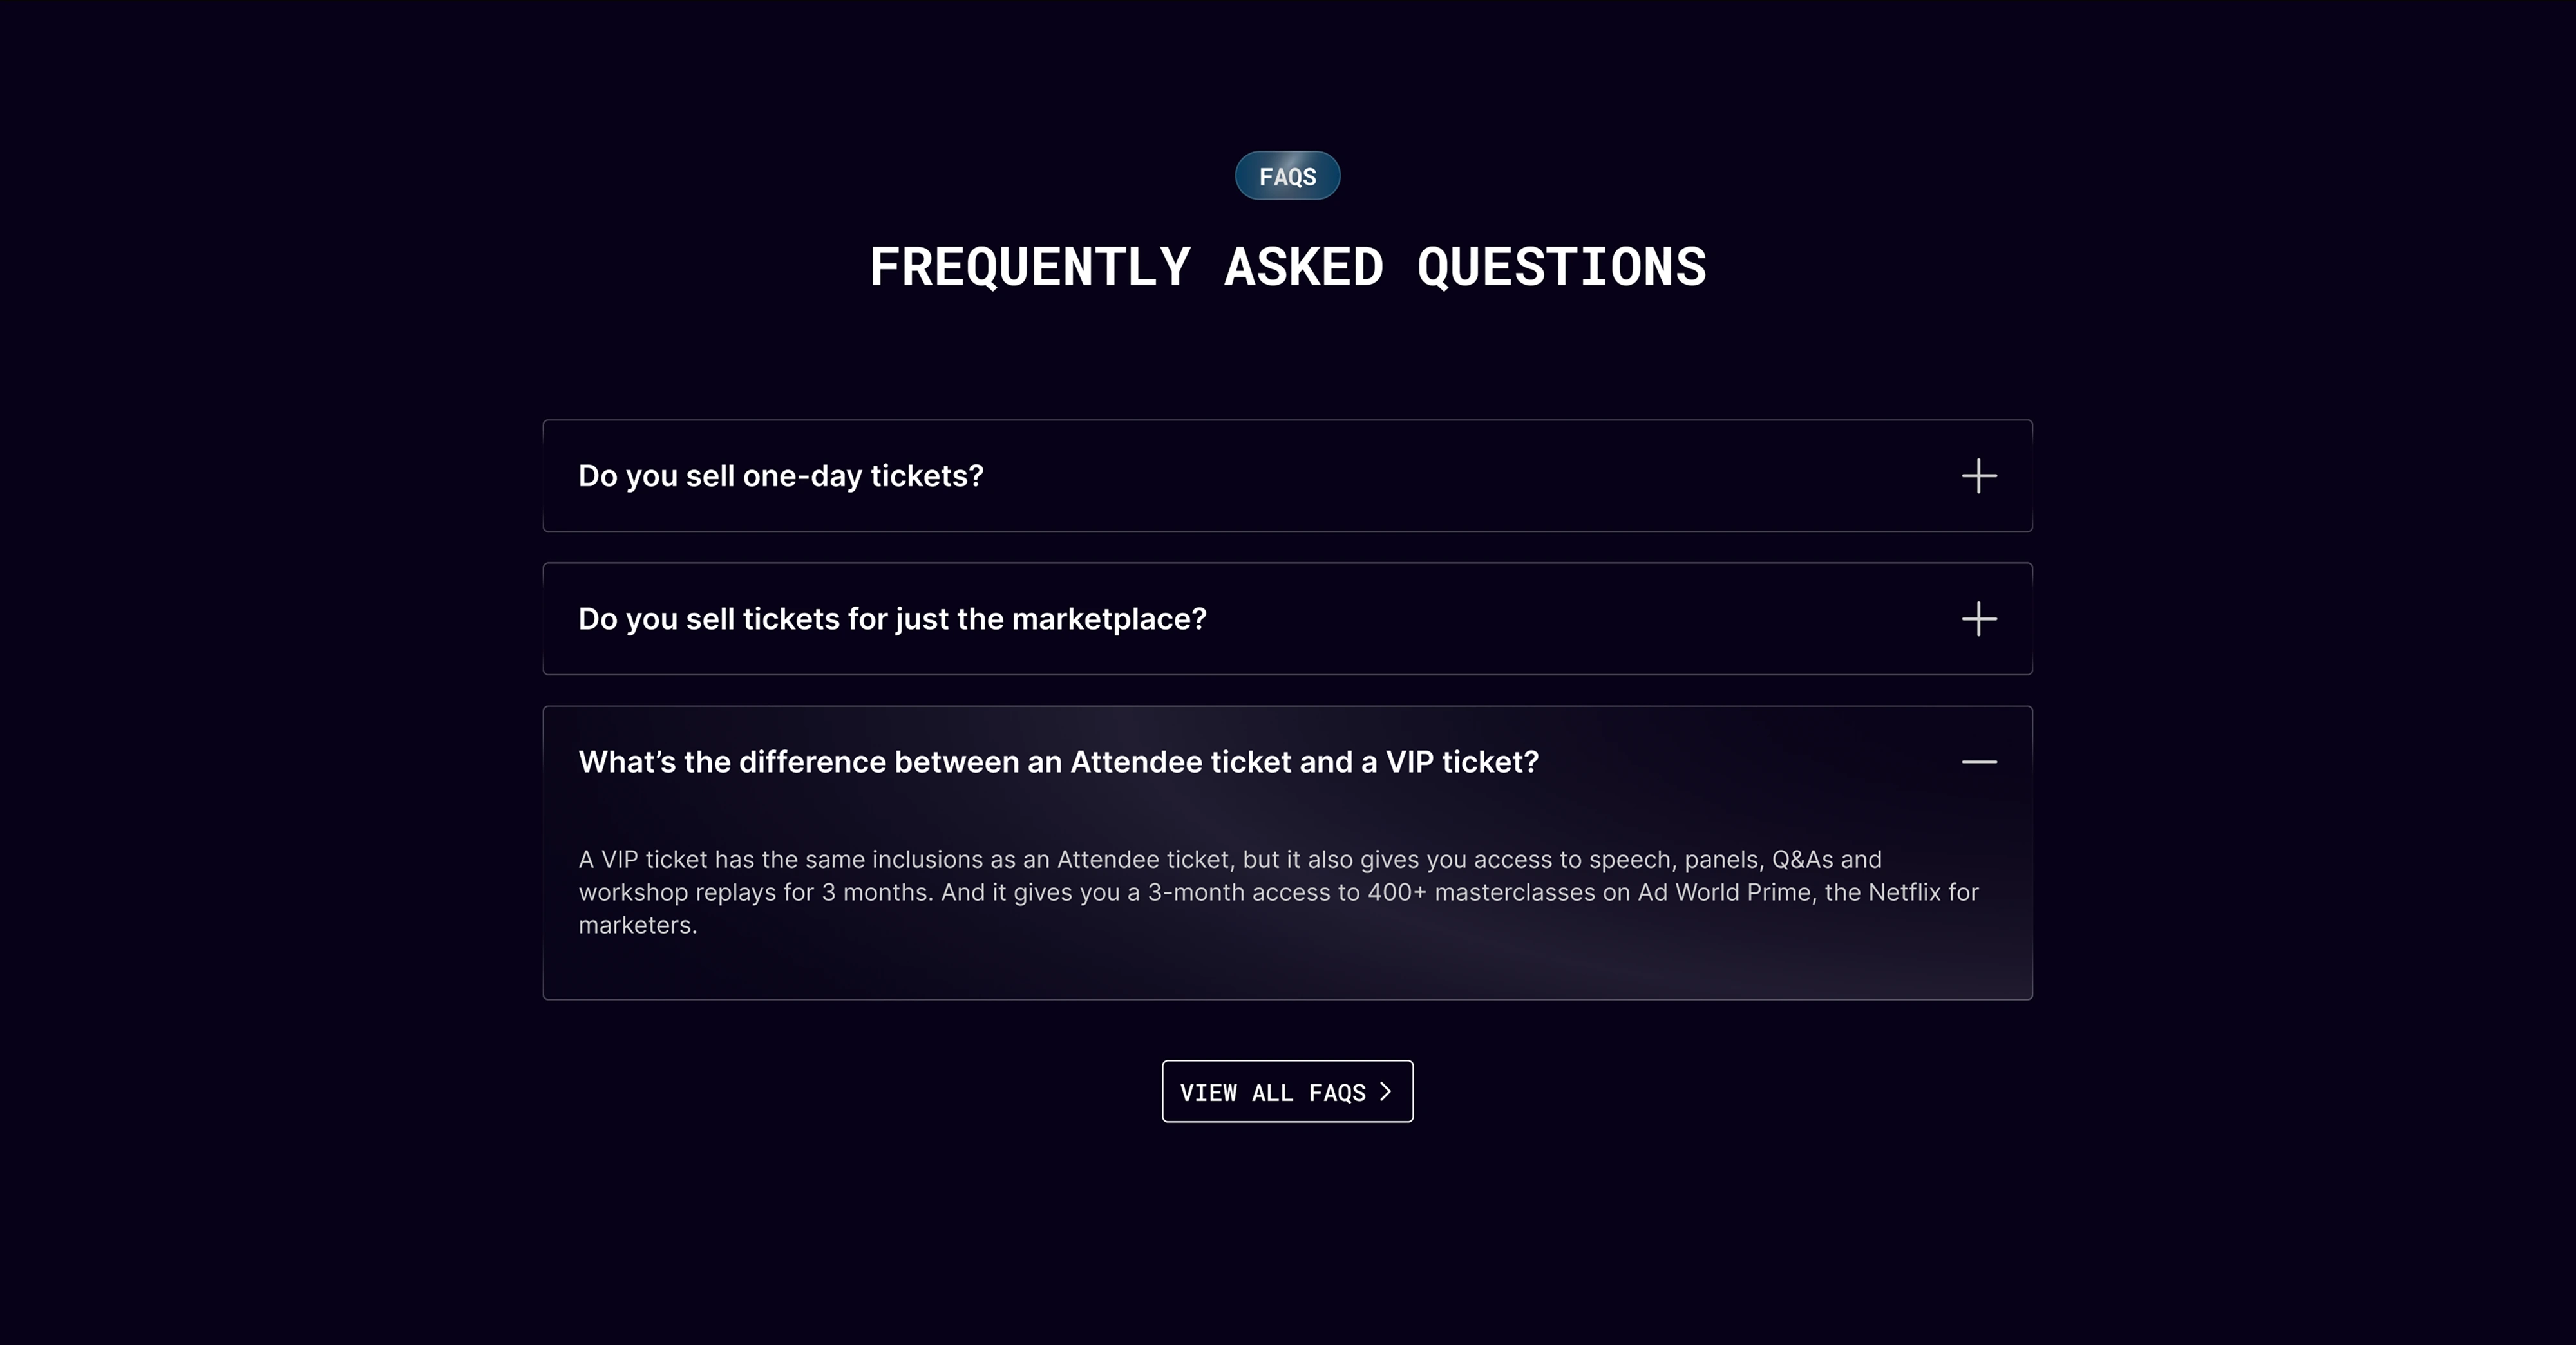 FAQS
FREQUENTLY ASKED QUESTIONS
Do you sell one-day tickets?
Do you sell tickets for just the marketplace?
What’s the difference between an Attendee ticket and a VIP ticket?
A VIP ticket has the same inclusions as an Attendee ticket, but it also gives you access to speech, panels, Q&As and
workshop replays for 3 months. And it gives you a 3-month access to 400+ masterclasses on Ad World Prime, the Netflix for
marketers.
VIEW ALL FAQS